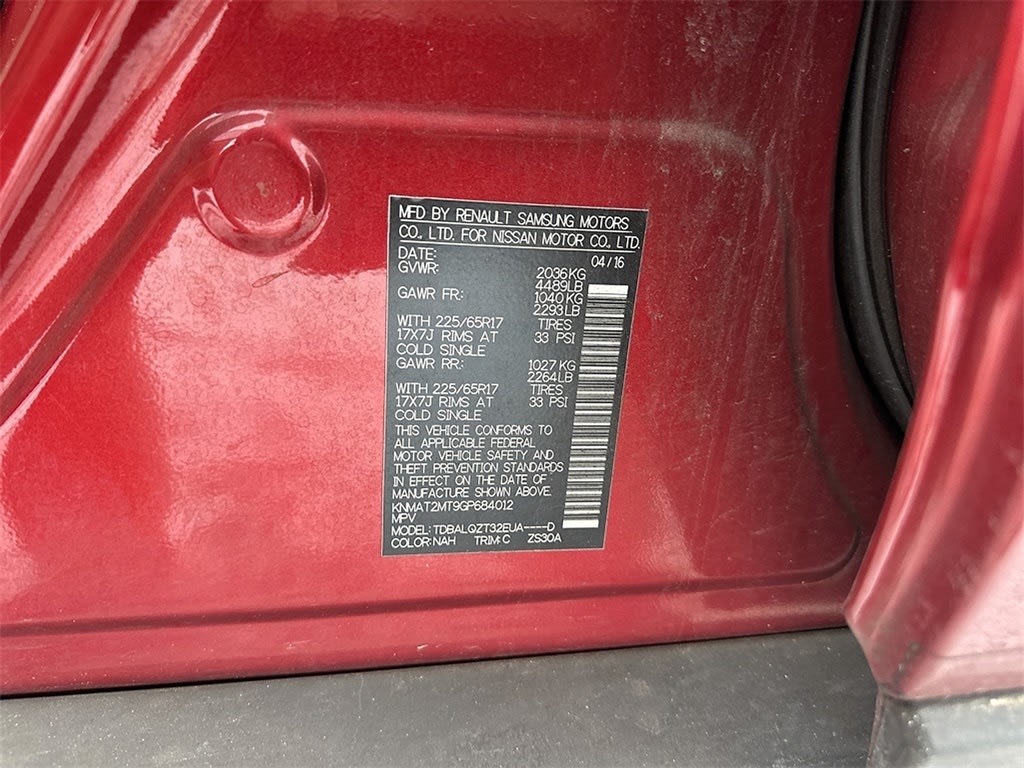 MFD BY RENAULT SAMSUNG MOTORS
CO., LTD. FOR NISSAN MOTOR CO., LTD.
DATE: 04/16
GVWR: 2036KG
4489LB
GAWR FR: 1040KG
2293LB
WITH 225/65R17 TIRES
17X7J RIMS AT 33 PSI
COLD SINGLE
GAWR RR: 1027KG
2264LB
WITH 225/65R17 TIRES
17X7J RIMS AT 33 PSI
COLD SINGLE
THIS VEHICLE CONFORMS TO
ALL APPLICABLE FEDERAL
MOTOR VEHICLE SAFETY AND
THEFT PREVENTION STANDARDS
IN EFFECT ON THE DATE OF
MANUFACTURE SHOWN ABOVE.
KNMAT2MT9GP684012
MPV
MODEL: TDBALQZT32EUA----D
COLOR: NAH TRIM: C ZS30A